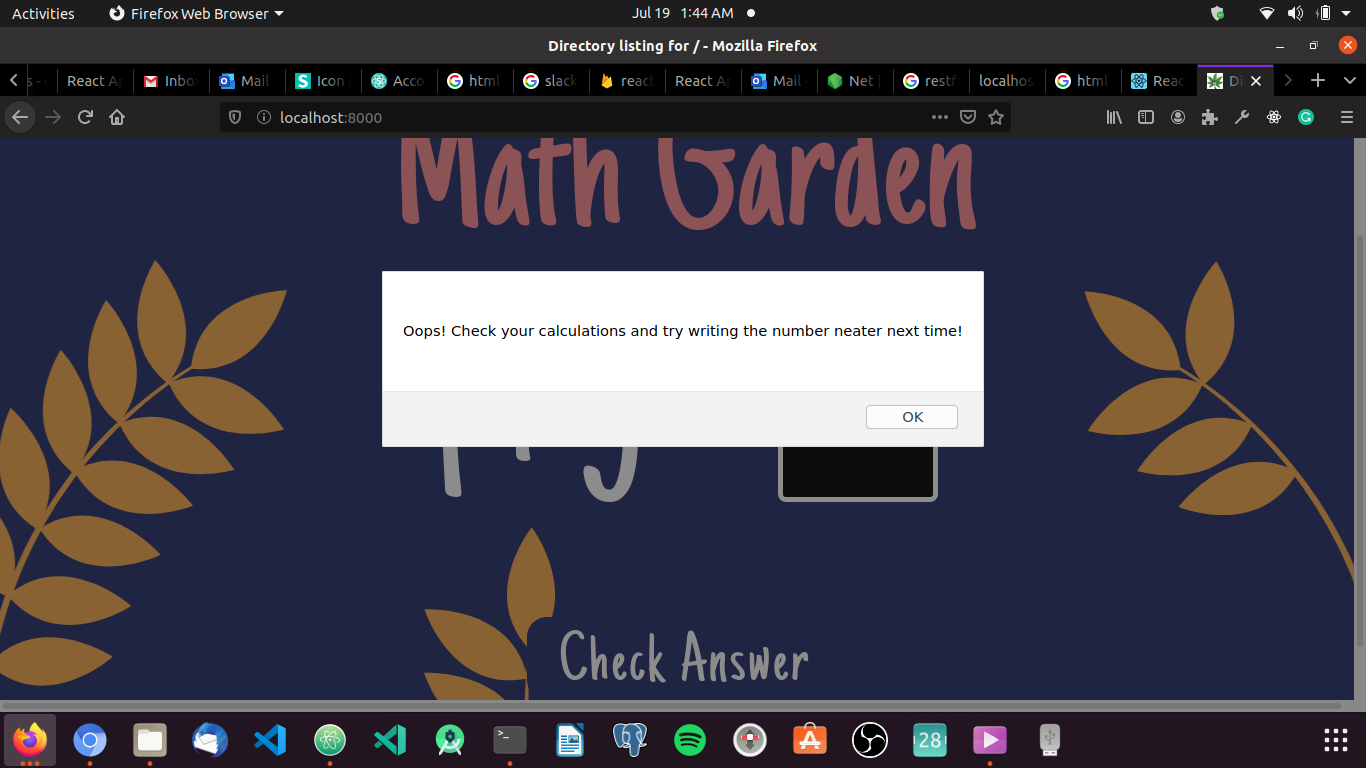 Activities Firefox Web Browser Jul 19 1:44 AM
Directory listing for / - Mozilla Firefox
React Ap Inbo Mail Icon Acco html slack react React Ap Mail Net restf localhos html Reac Di
localhost:8000
Math Garden
Oops! Check your calculations and try writing the number neater next time!
OK
Check Answer
28